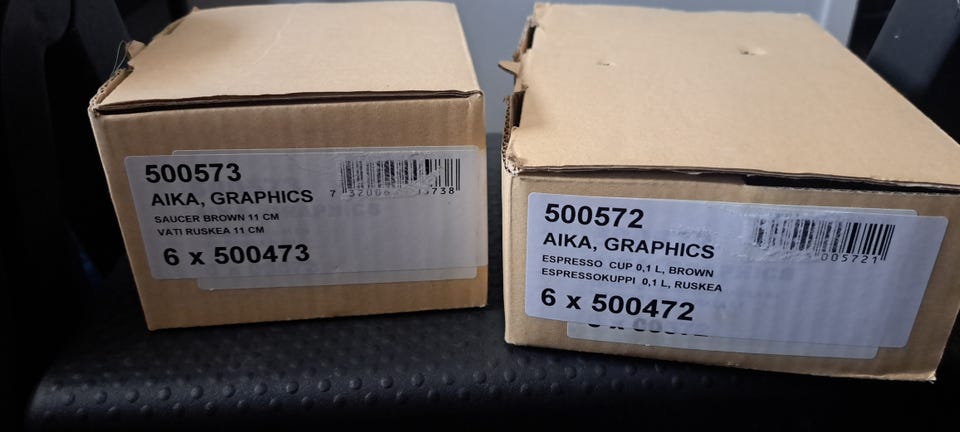 500573
AIKA, GRAPHICS
SAUCER BROWN 11 CM
VATI RUSKEA 11 CM
6 x 500473
500572
AIKA, GRAPHICS
ESPRESSO CUP 0,1 L, BROWN
ESPRESSOKUPPI 0,1 L, RUSKEA
6 x 500472
005721